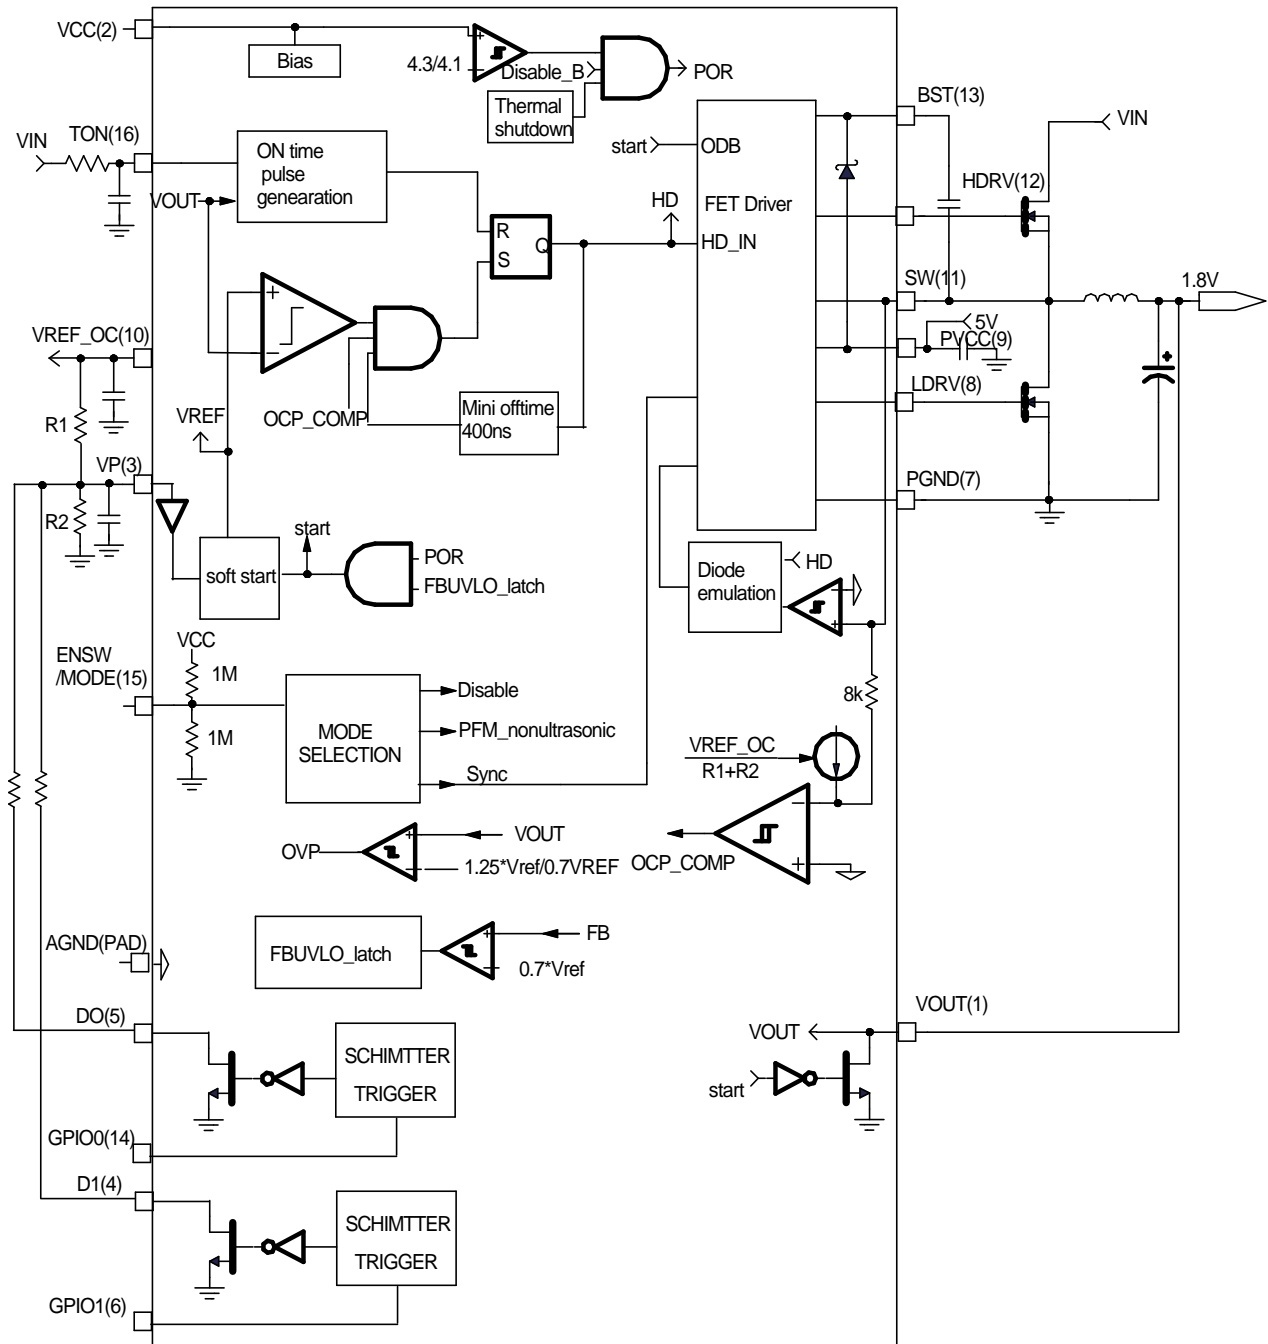 VCC(2)
Bias
4.3/4.1
+
Disable_B
POR
Thermal
shutdown
BST(13)
VIN
TON(16)
VIN
ON time
pulse
genearation
VOUT
start
ODB
HD
FET Driver
HD_IN
HDRV(12)
R
S
Q
SW(11)
1.8V
+
−
VREF_OC(10)
5V
PVCC(9)
+
LDRV(8)
R1
VREF
OCP_COMP
Mini offtime
400ns
VP(3)
R2
PGND(7)
start
soft start
POR
FBUVLO_latch
Diode
emulation
HD
−
+
ENSW
/MODE(15)
VCC
1M
1M
MODE
SELECTION
Disable
PFM_nonultrasonic
Sync
8k
VREF_OC
R1+R2
−
+
OCP_COMP
OVP
+
−
VOUT
1.25*Vref/0.7VREF
AGND(PAD)
FBUVLO_latch
+
−
FB
0.7*Vref
DO(5)
SCHIMTTER
TRIGGER
VOUT
VOUT(1)
start
GPIO0(14)
D1(4)
SCHIMTTER
TRIGGER
GPIO1(6)